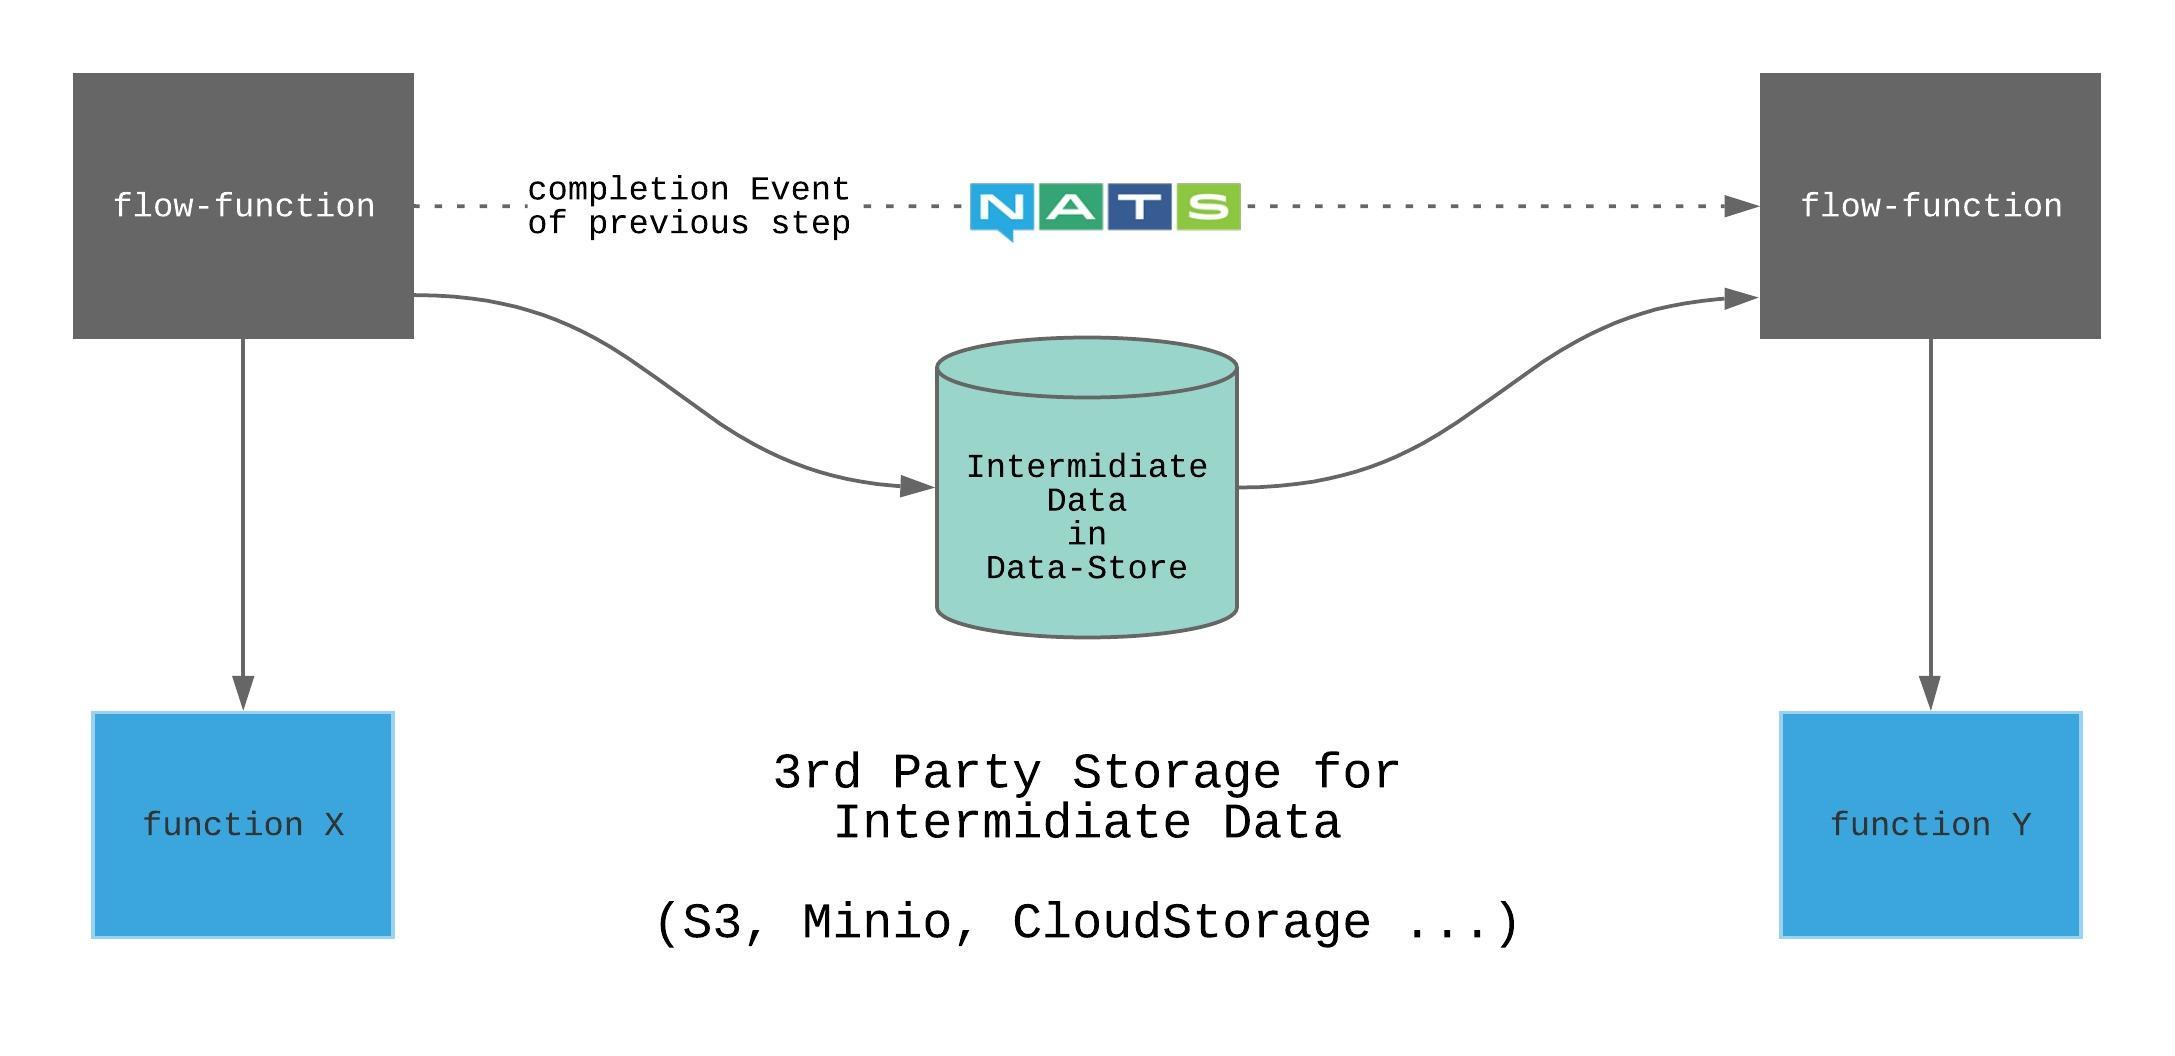 flow-function
completion Event
of previous step
NATS
flow-function
Intermidiate
Data
in
Data-Store
function X
3rd Party Storage for
Intermidiate Data
(S3, Minio, CloudStorage ...)
function Y